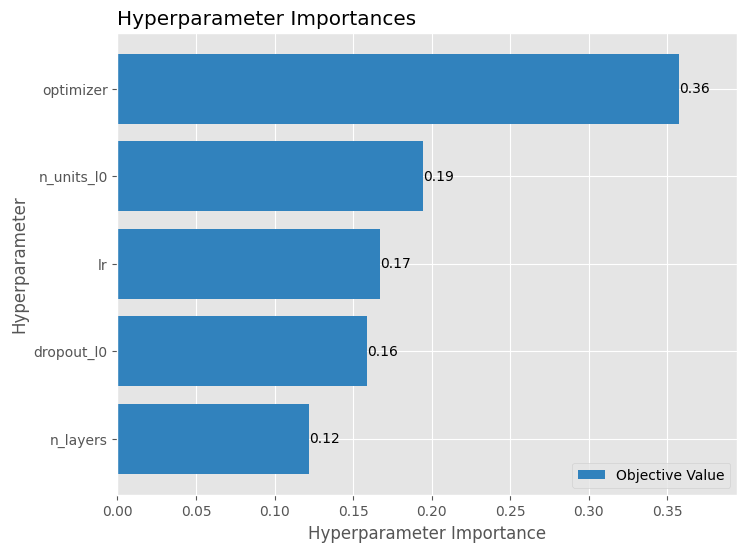 Hyperparameter Importances
Hyperparameter
optimizer
0.36
n_units_l0
0.19
lr
0.17
dropout_l0
0.16
n_layers
0.12
Objective Value
0.00 0.05 0.10 0.15 0.20 0.25 0.30 0.35
Hyperparameter Importance